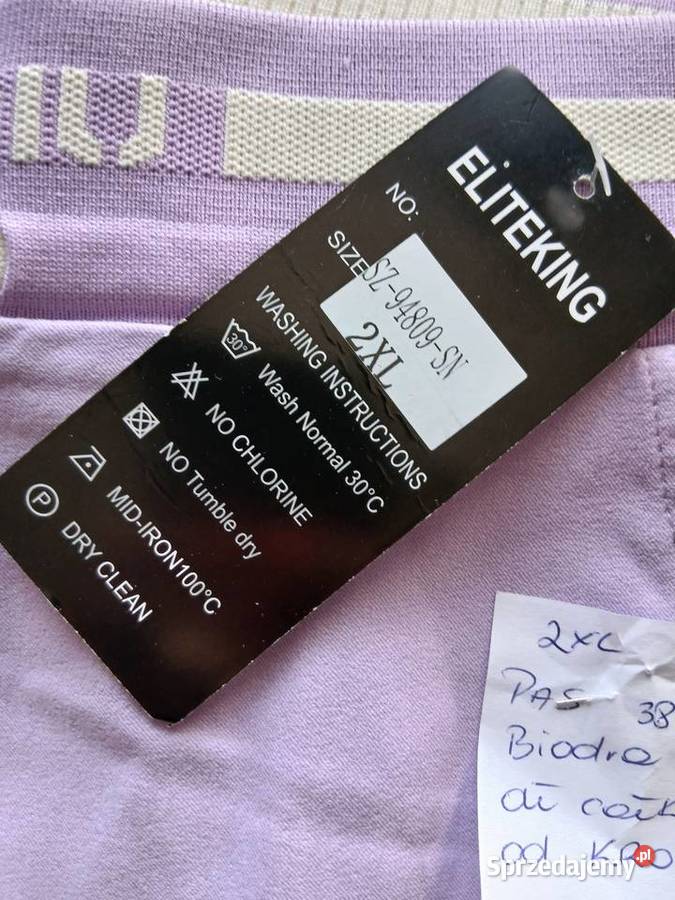 ELITEKING
NO:
SZ-94809-SN
SIZE
2XL
WASHING INSTRUCTIONS
30°
Wash Normal 30°C
NO CHLORINE
NO Tumble dry
MID-IRON100°C
P
DRY CLEAN
2XL
PAS 38
Biodra
dł
od
Sprzedajemy.pl